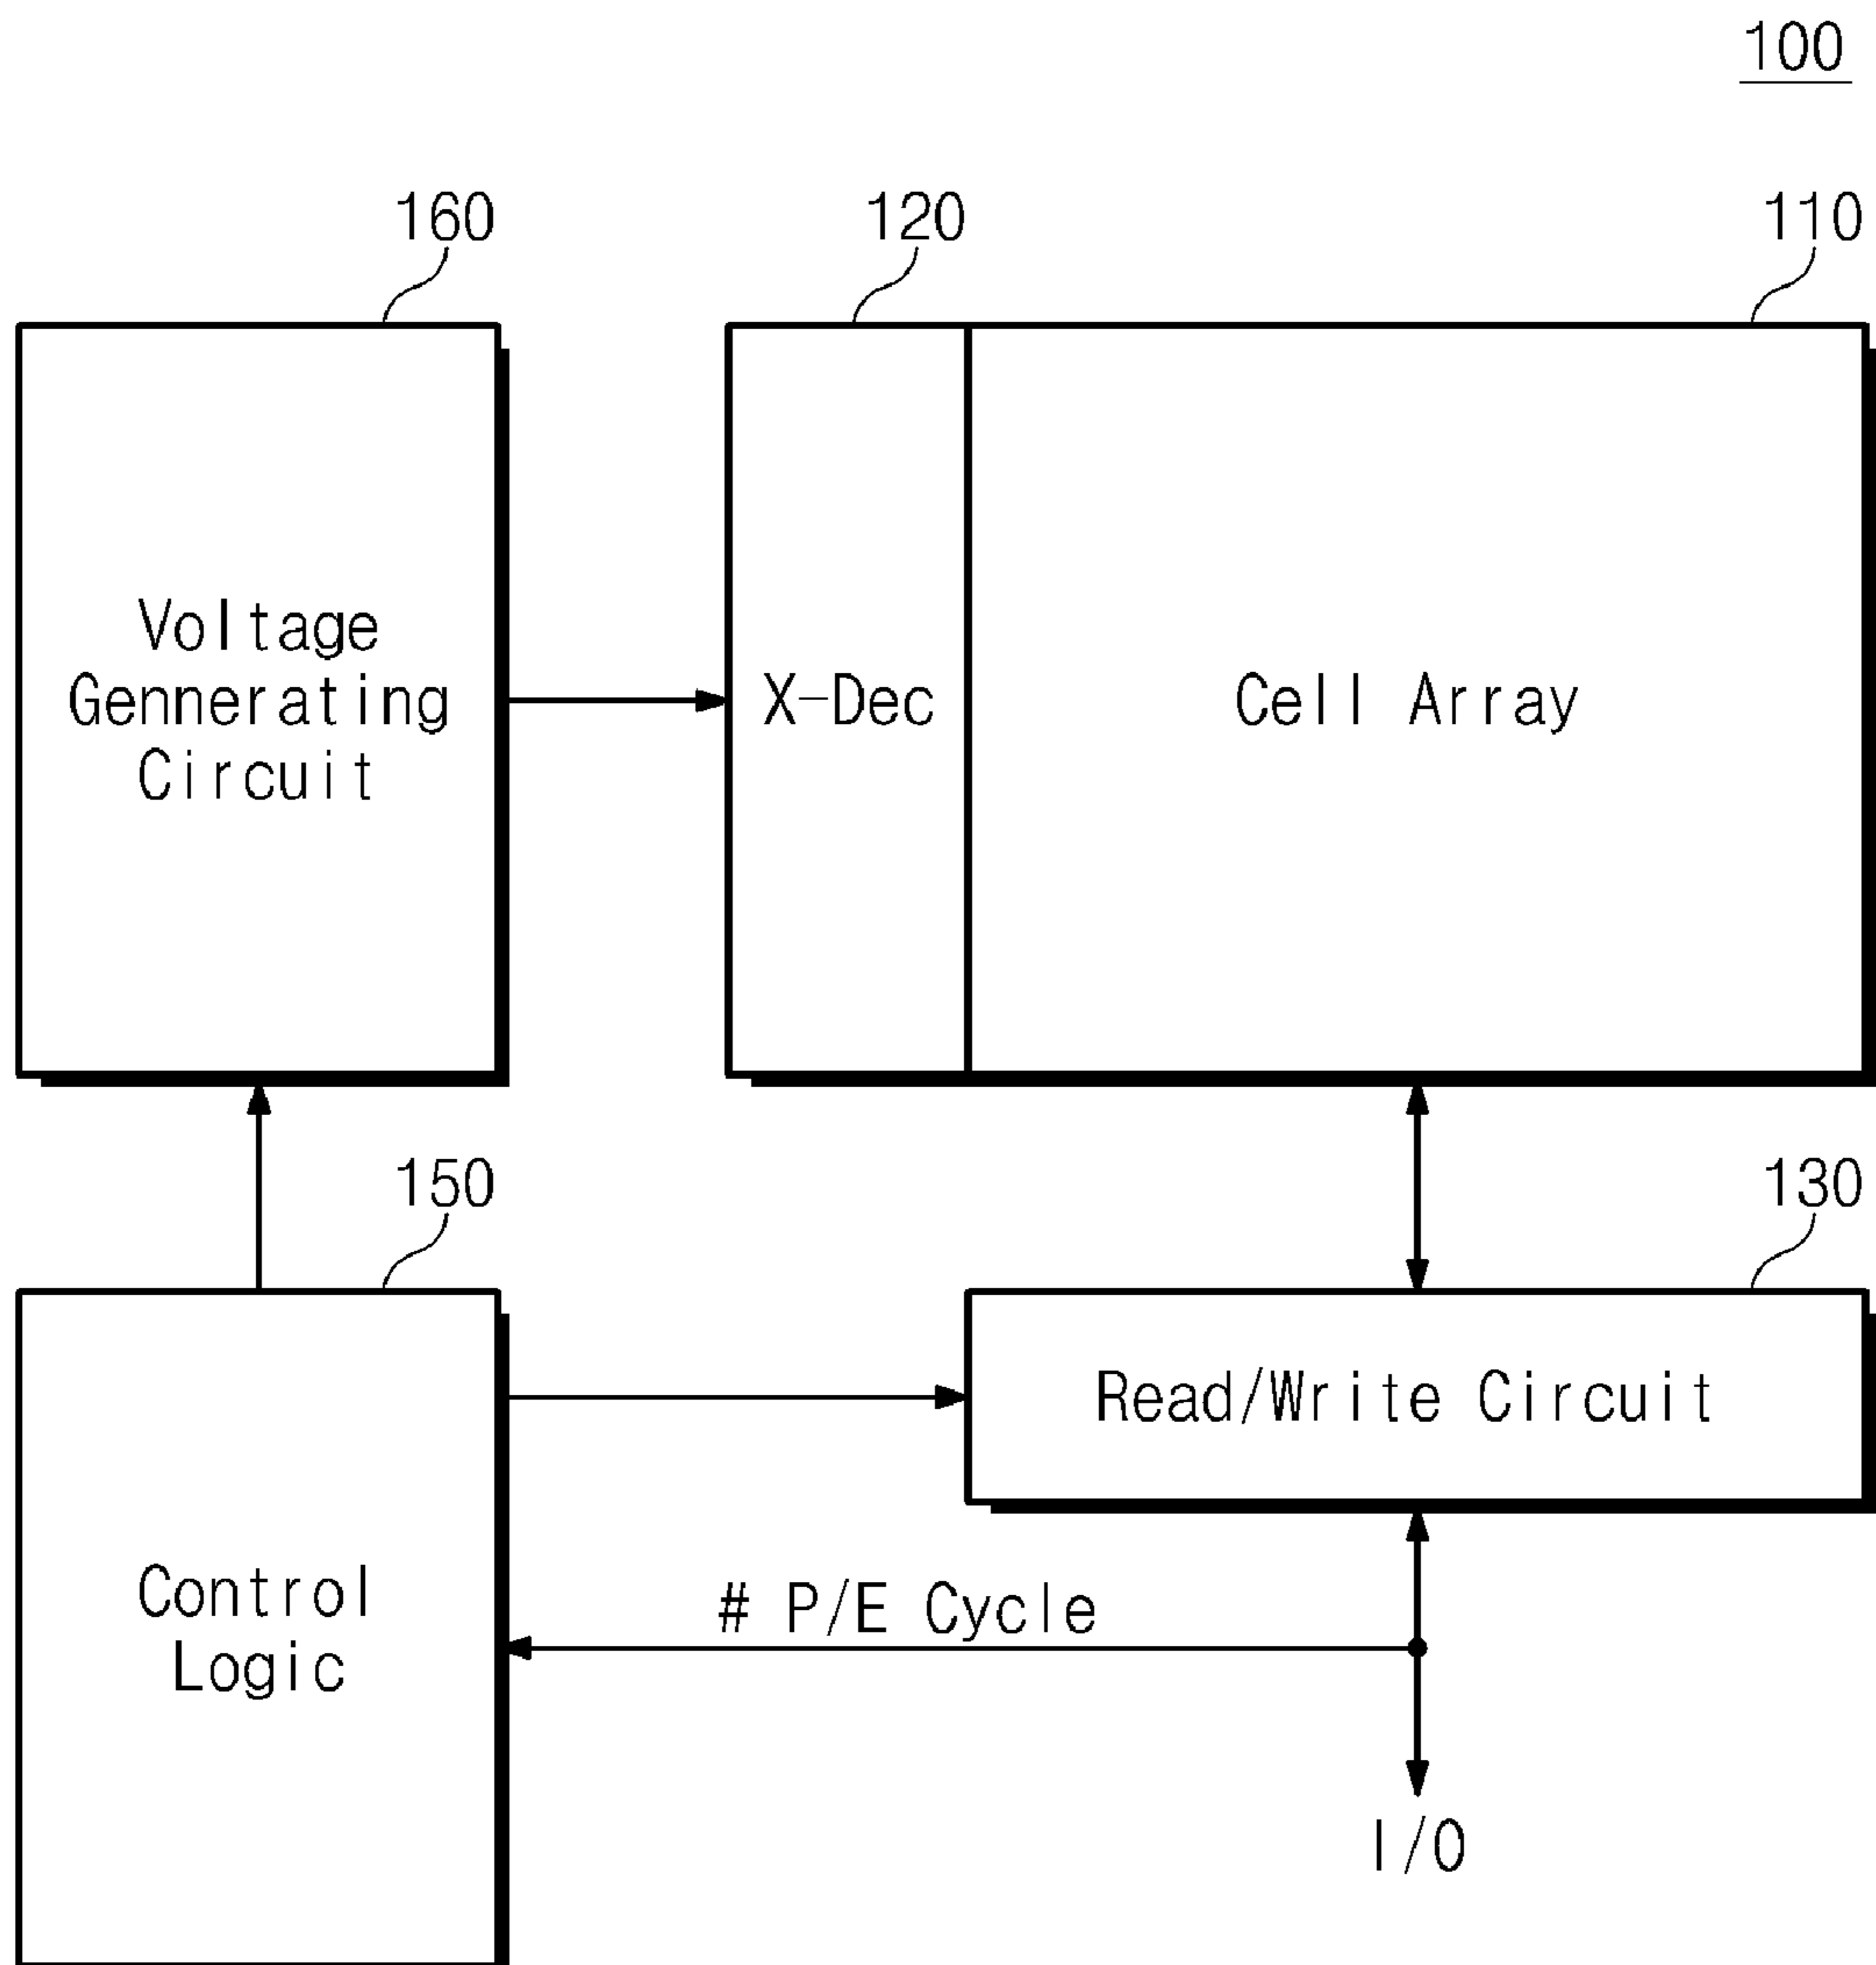 100
160
120
110
Voltage
Gennerating
Circuit
X-Dec
Cell Array
150
130
Control
Logic
Read/Write Circuit
# P/E Cycle
I/O